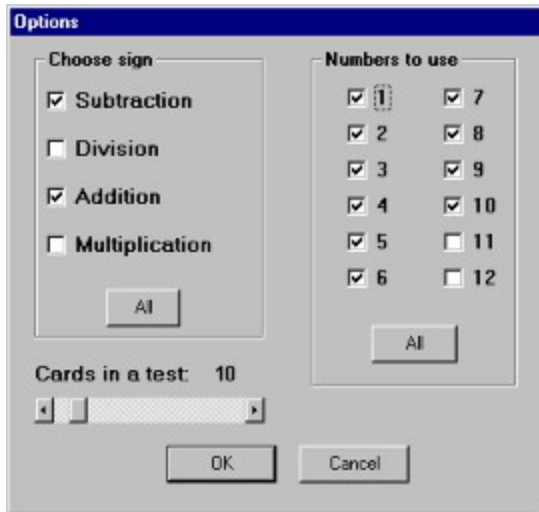 Options
Choose sign
Subtraction
Division
Addition
Multiplication
All
Cards in a test: 10
Numbers to use
1 7
2 8
3 9
4 10
5 11
6 12
All
OK Cancel